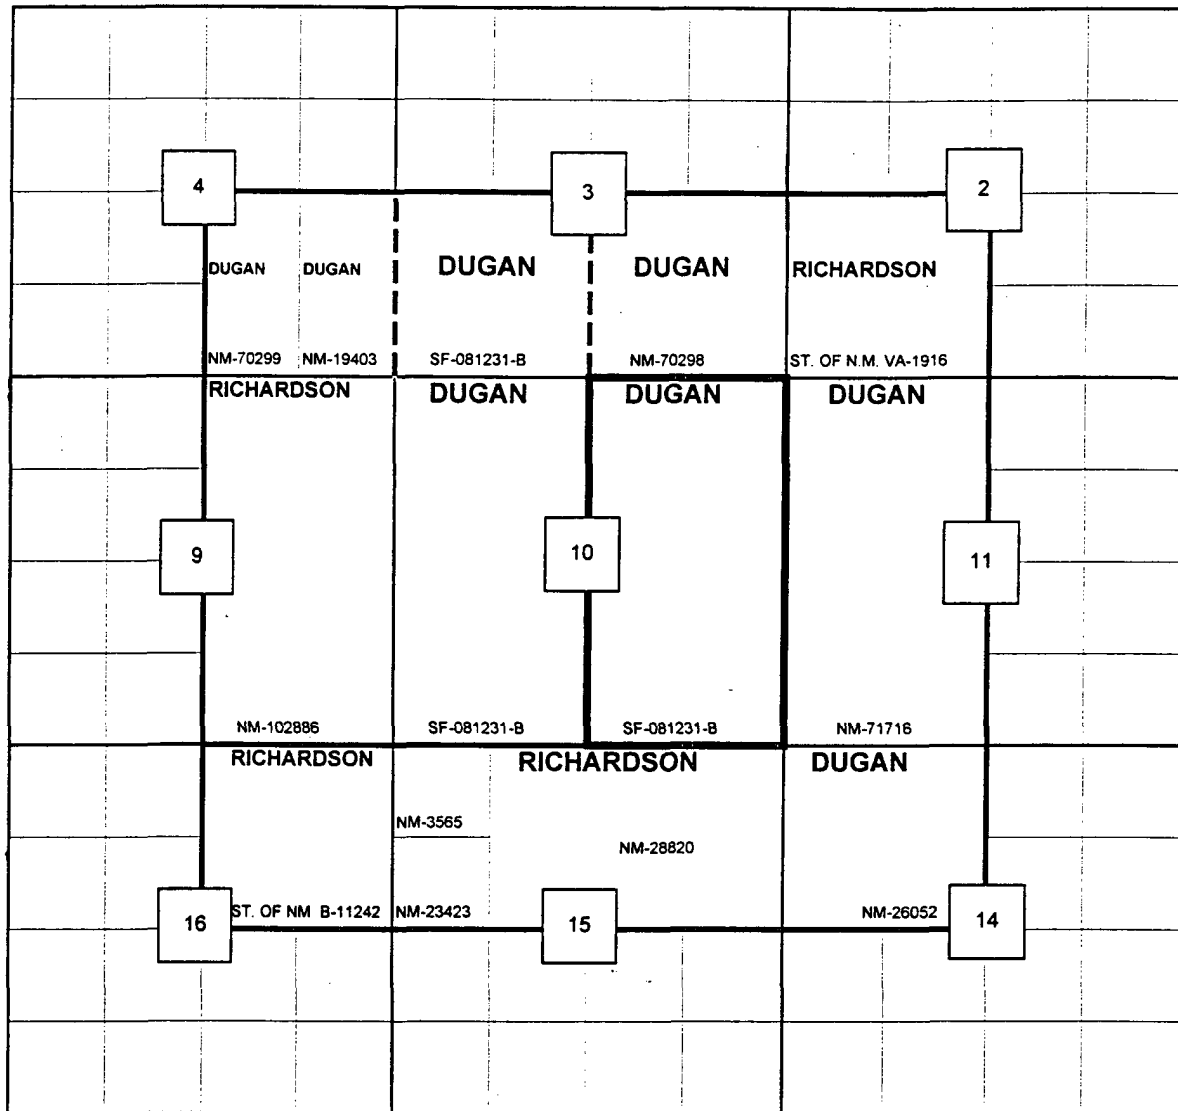 4 3 2
DUGAN DUGAN DUGAN DUGAN RICHARDSON
NM-70299 NM-19403 SF-081231-B NM-70298 ST. OF N.M. VA-1916
RICHARDSON DUGAN DUGAN DUGAN
9 10 11
NM-102886 SF-081231-B SF-081231-B NM-71716
RICHARDSON RICHARDSON DUGAN
NM-3565
NM-28820
16 ST. OF NM B-11242 NM-23423 15 NM-26052 14